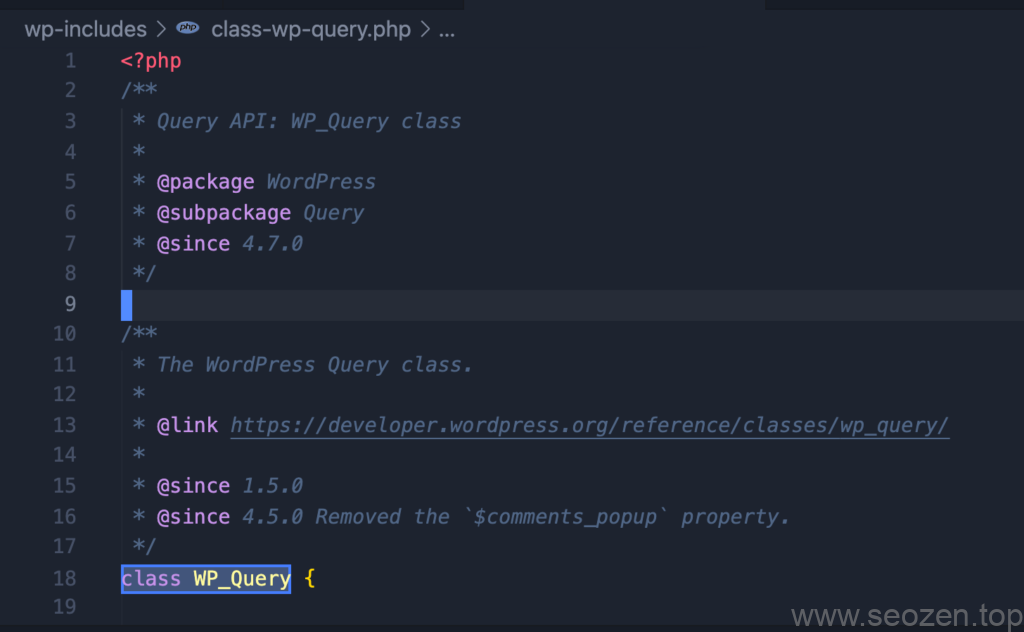 wp-includes > php class-wp-query.php > ...
1 <?php
2 /**
3 * Query API: WP_Query class
4 *
5 * @package WordPress
6 * @subpackage Query
7 * @since 4.7.0
8 */
9
10 /**
11 * The WordPress Query class.
12 *
13 * @link https://developer.wordpress.org/reference/classes/wp_query/
14 *
15 * @since 1.5.0
16 * @since 4.5.0 Removed the `$comments_popup` property.
17 */
18 class WP_Query {
19
www.seozen.top